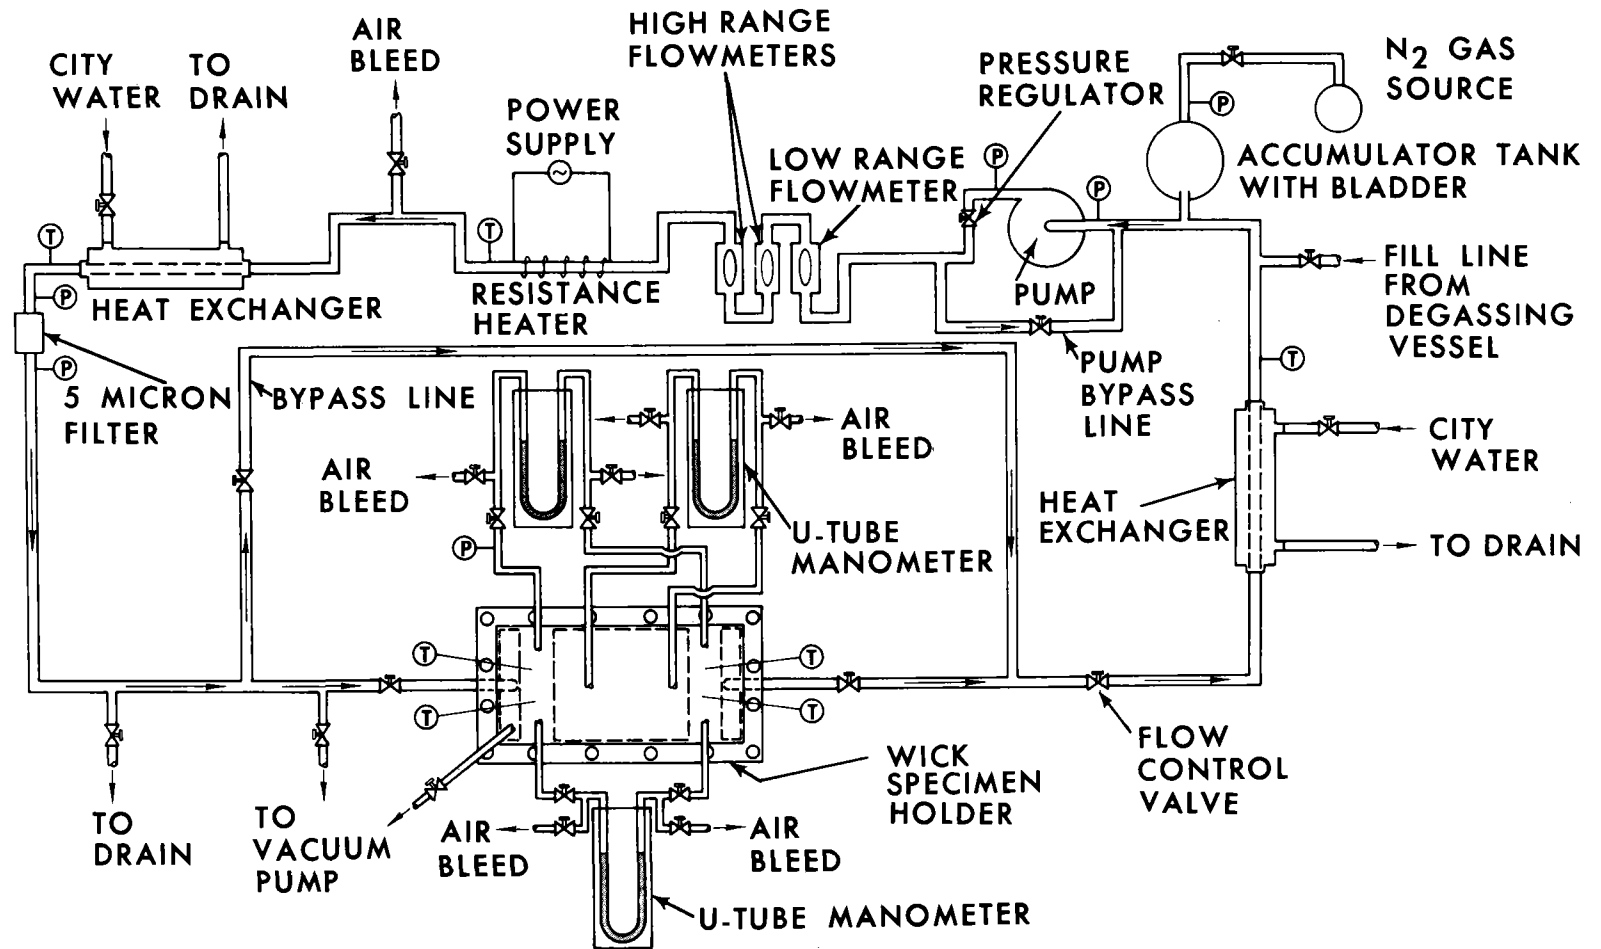 AIR
BLEED
HIGH RANGE
FLOWMETERS
CITY
WATER
TO
DRAIN
POWER
SUPPLY
PRESSURE
REGULATOR
N2 GAS
SOURCE
P
LOW RANGE
FLOWMETER
P
P
ACCUMULATOR TANK
WITH BLADDER
T
T
HEAT EXCHANGER
P
RESISTANCE
HEATER
PUMP
FILL LINE
FROM
DEGASSING
VESSEL
P
5 MICRON
FILTER
BYPASS LINE
PUMP
BYPASS
LINE
T
AIR
BLEED
AIR
BLEED
CITY
WATER
HEAT
EXCHANGER
U-TUBE
MANOMETER
P
TO DRAIN
T
T
T
T
WICK
SPECIMEN
HOLDER
FLOW
CONTROL
VALVE
TO
DRAIN
TO
VACUUM
PUMP
AIR
BLEED
AIR
BLEED
U-TUBE MANOMETER